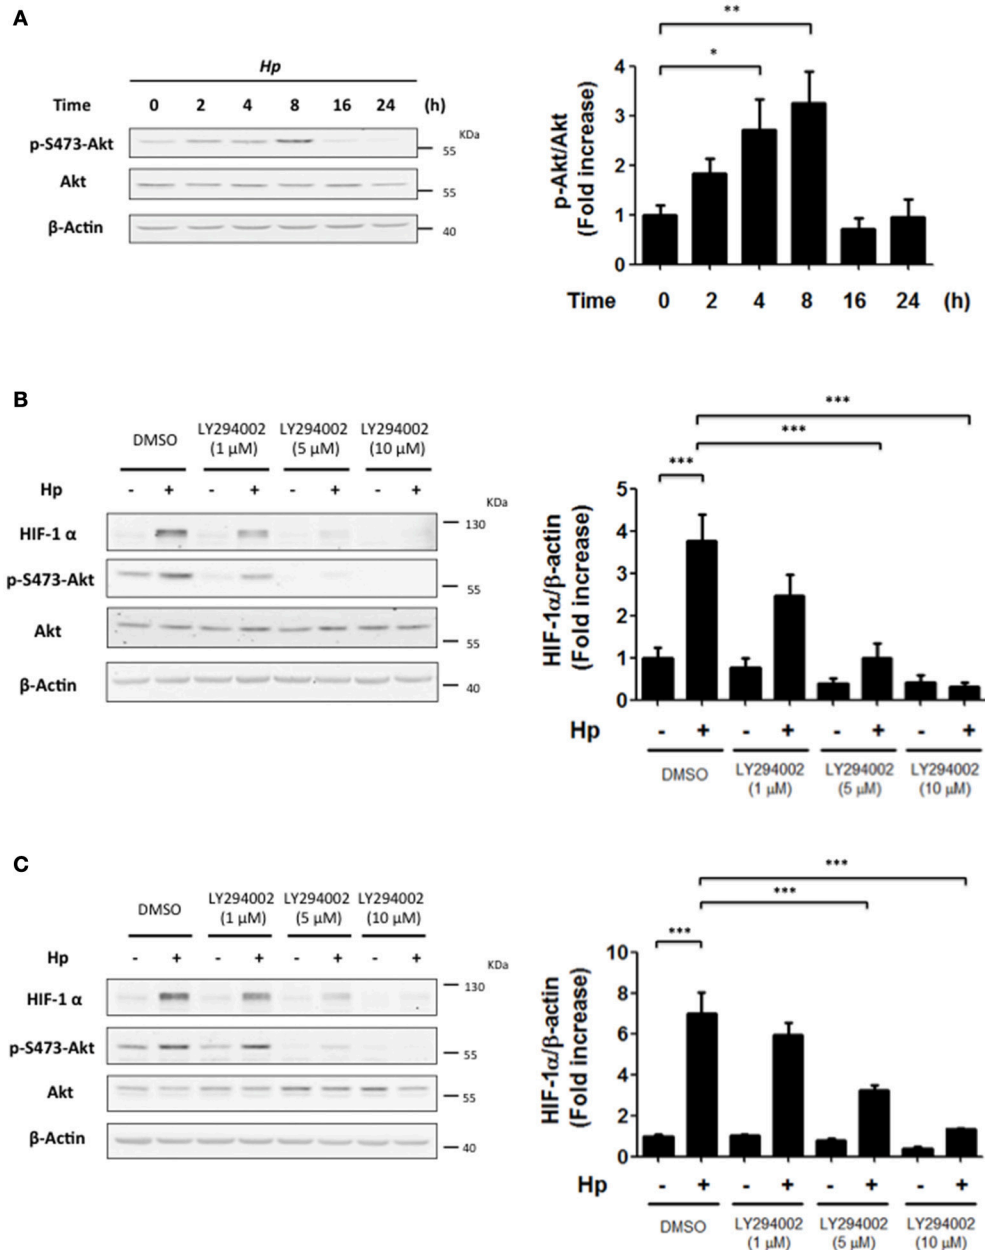 A
Hp
Time 0 2 4 8 16 24 (h)
KDa
p-S473-Akt
55
Akt
55
β-Actin
40
**
*
p-Akt/Akt
(Fold increase)
4
3
2
1
0
Time 0 2 4 8 16 24 (h)
B
DMSO LY294002 (1 µM) LY294002 (5 µM) LY294002 (10 µM)
Hp - + - + - + - +
KDa
HIF-1 α
130
p-S473-Akt
55
Akt
55
β-Actin
40
***
***
***
HIF-1α/β-actin
(Fold increase)
5
4
3
2
1
0
Hp - + - + - + - +
DMSO LY294002 (1 µM) LY294002 (5 µM) LY294002 (10 µM)
C
DMSO LY294002 (1 µM) LY294002 (5 µM) LY294002 (10 µM)
Hp - + - + - + - +
KDa
HIF-1 α
130
p-S473-Akt
55
Akt
55
β-Actin
40
***
***
***
HIF-1α/β-actin
(Fold increase)
10
8
6
4
2
0
Hp - + - + - + - +
DMSO LY294002 (1 µM) LY294002 (5 µM) LY294002 (10 µM)